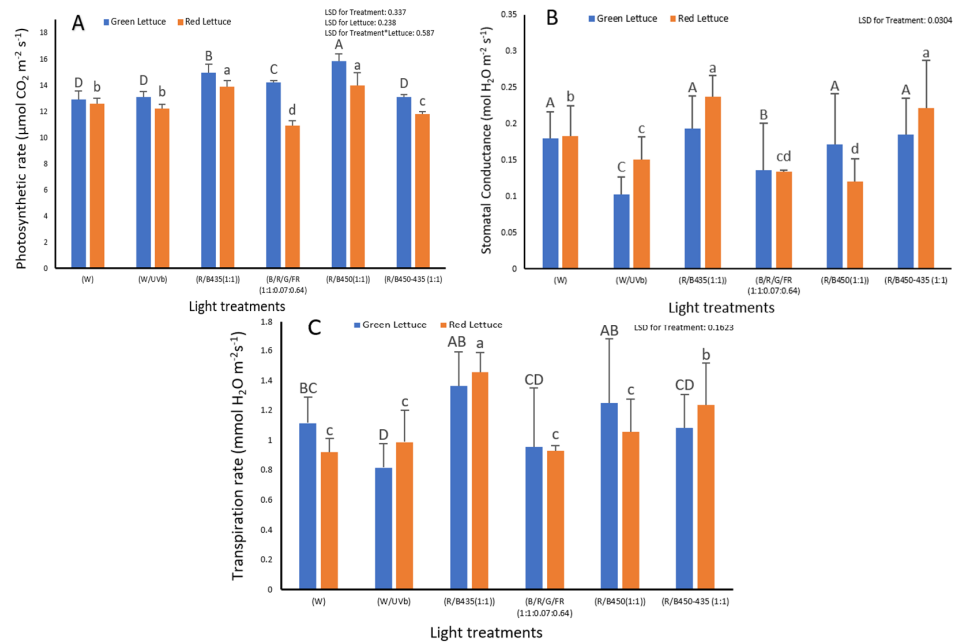 A
LSD for Treatment: 0.337
LSD for Lettuce: 0.238
LSD for Treatment*Lettuce: 0.587
Green Lettuce Red Lettuce
Photosynthetic rate (µmol CO₂ m⁻² s⁻¹)
18
16
14
12
10
8
6
4
2
0
D b D b B a C d A a D c
(W) (W/UVb) (R/B435(1:1)) (B/R/G/FR (R/B450(1:1)) (R/B450-435 (1:1)
(1:1:0.07:0.64)
Light treatments
B
Green Lettuce Red Lettuce
LSD for Treatment: 0.0304
Stomatal Conductance (mol H₂O m⁻² s⁻¹)
0.35
0.3
0.25
0.2
0.15
0.1
0.05
0
A b C c A a B cd A d A a
(W) (W/UVb) (R/B435(1:1)) (B/R/G/FR (R/B450(1:1)) (R/B450-435 (1:1)
(1:1:0.07:0.64)
Light treatments
C
Green Lettuce Red Lettuce
LSD for Treatment: 0.1623
Transpiration rate (mmol H₂O m⁻²s⁻¹)
1.8
1.6
1.4
1.2
1
0.8
0.6
0.4
0.2
0
BC c D c AB a CD c AB c CD b
(W) (W/UVb) (R/B435(1:1)) (B/R/G/FR (R/B450(1:1)) (R/B450-435 (1:1)
(1:1:0.07:0.64)
Light treatments